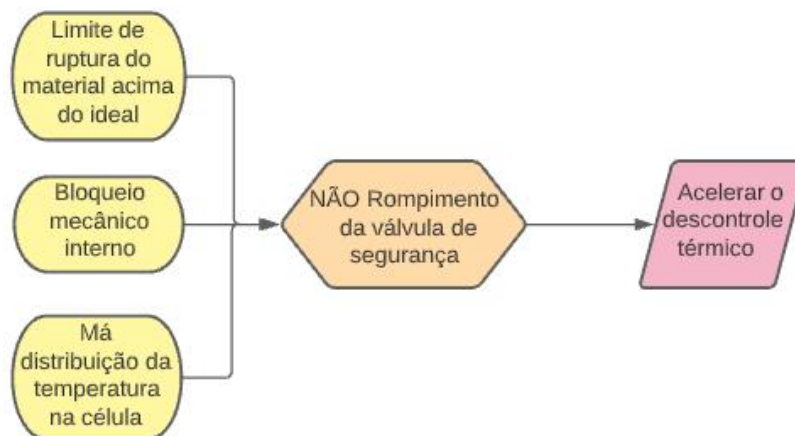 Limite de
ruptura do
material acima
do ideal
Bloqueio
mecânico
interno
Má
distribuição da
temperatura
na célula
NÃO Rompimento
da válvula de
segurança
Acelerar o
descontrole
térmico